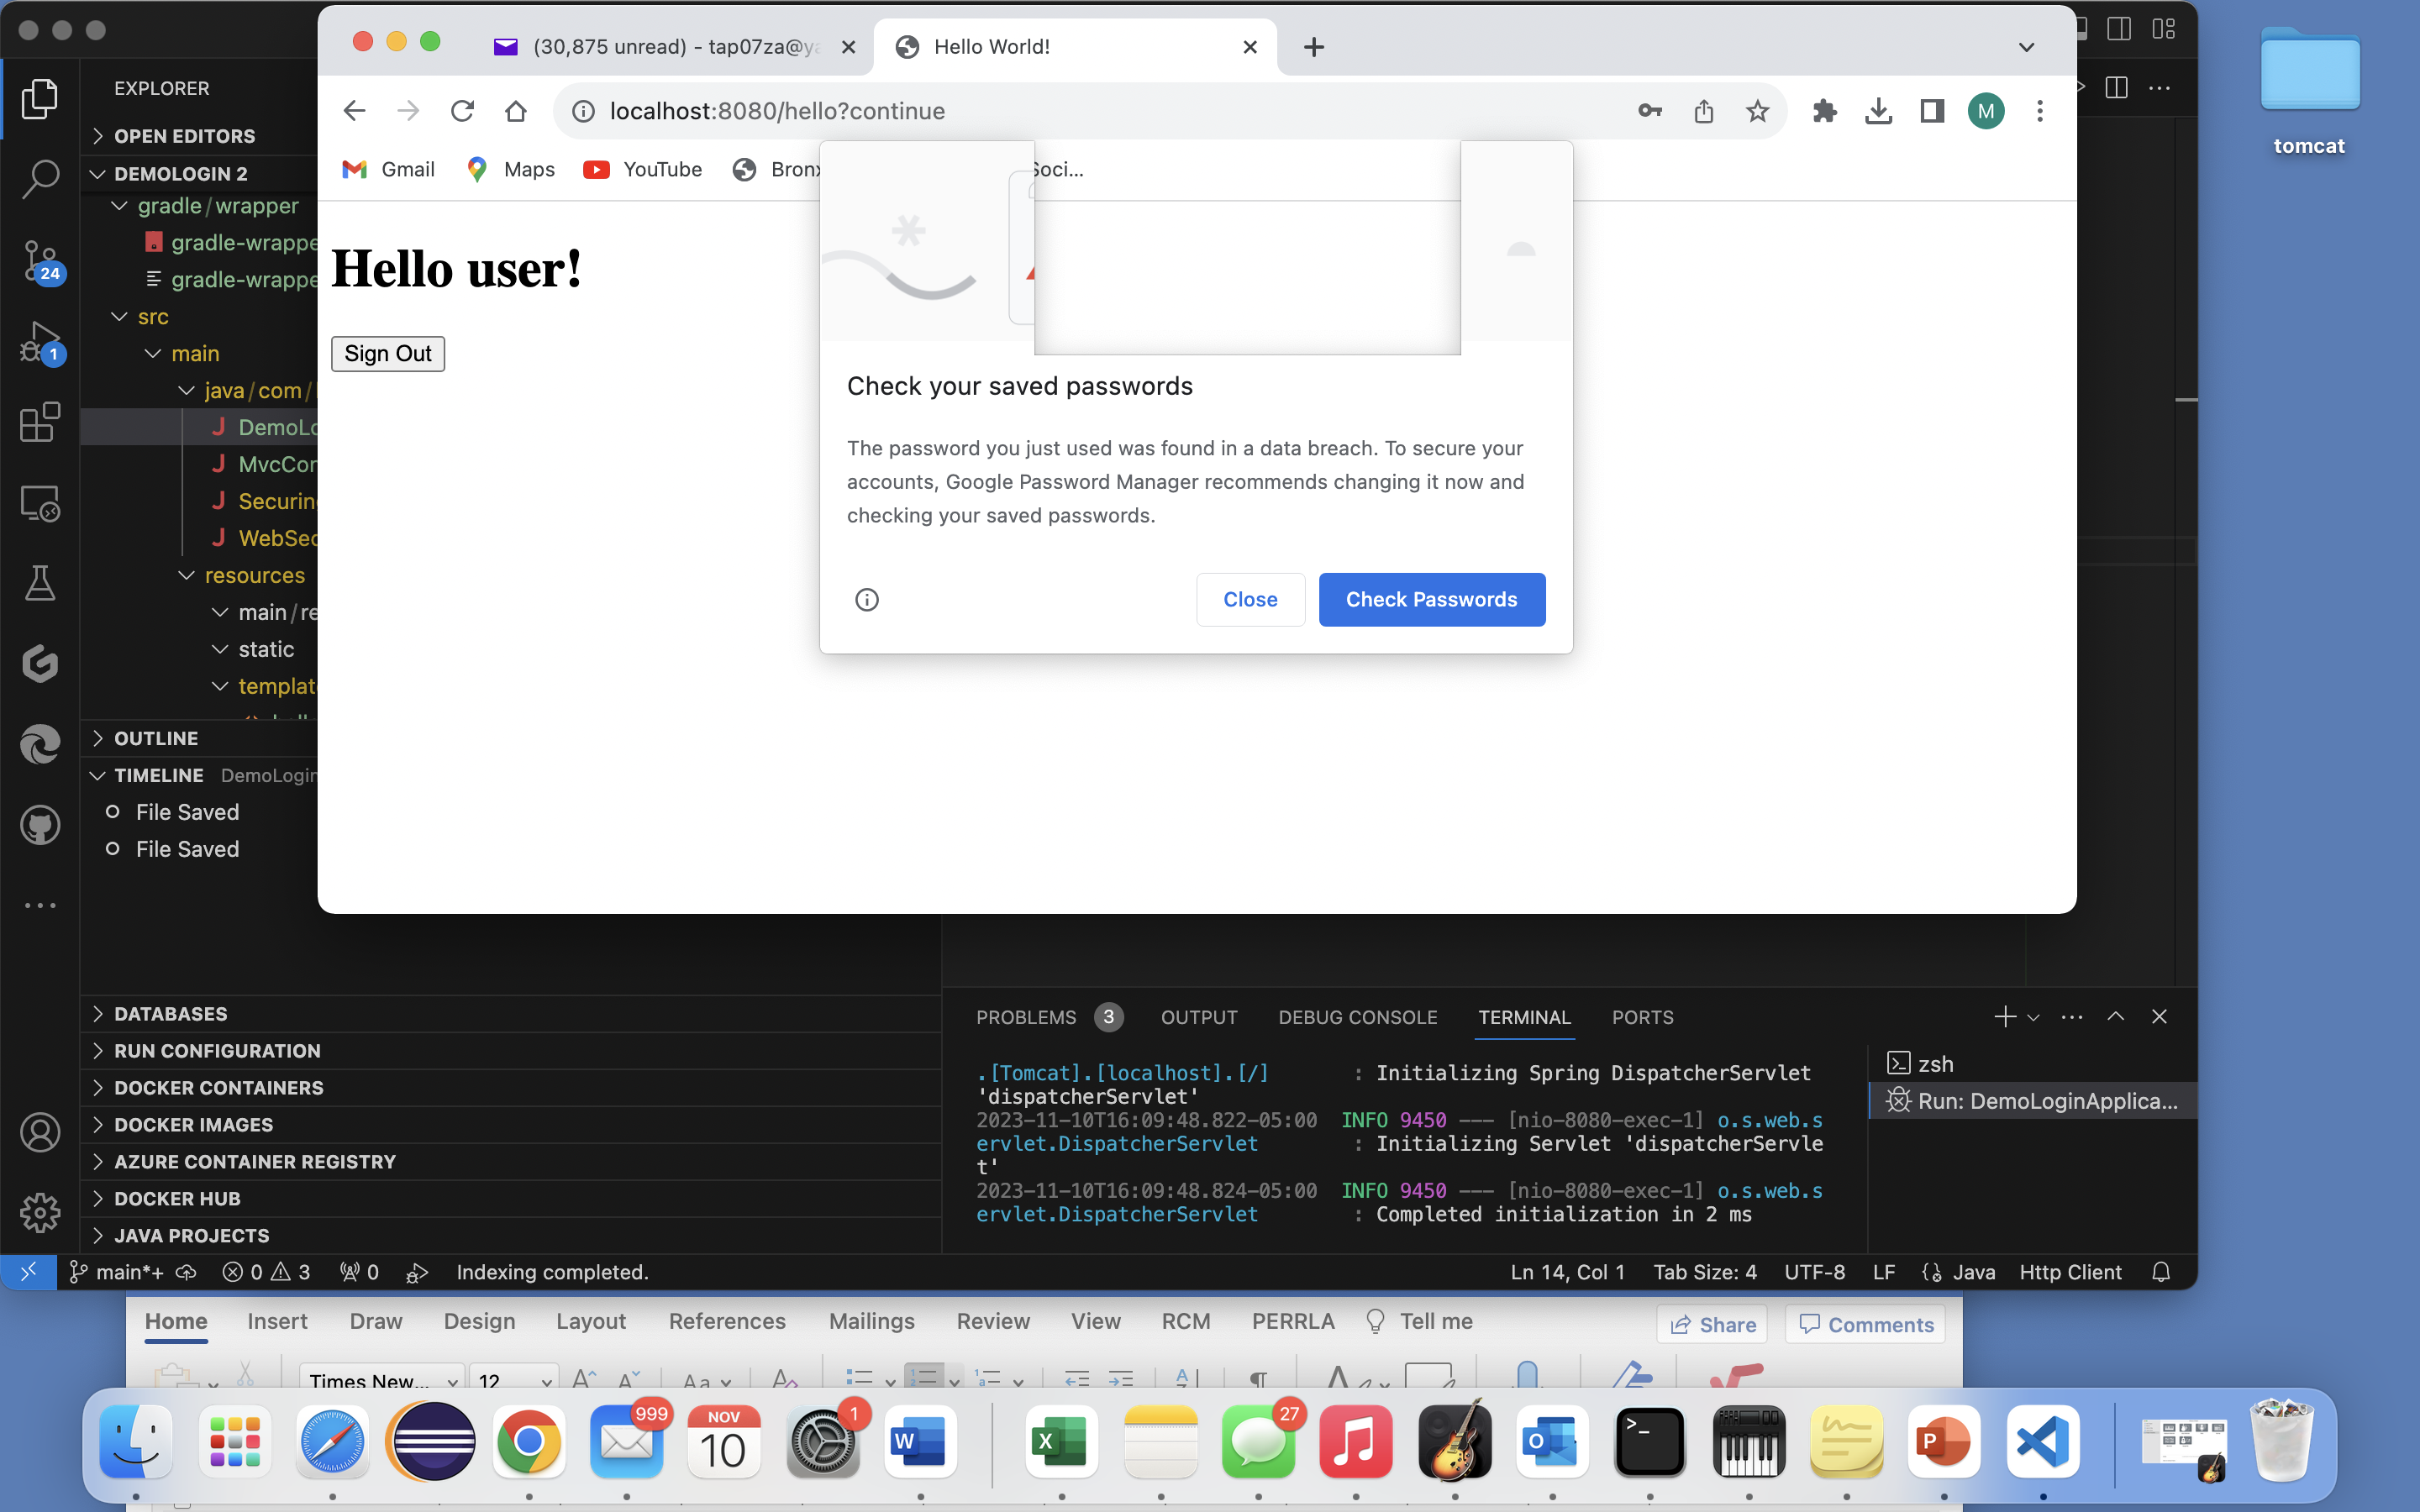 (30,875 unread) - tap07za@ya
Hello World!
localhost:8080/hello?continue
M
Gmail
Maps
YouTube
Bronx
Soci...
tomcat
Hello user!
Sign Out
Check your saved passwords
The password you just used was found in a data breach. To secure your
accounts, Google Password Manager recommends changing it now and
checking your saved passwords.
Close
Check Passwords
EXPLORER
OPEN EDITORS
DEMOLOGIN 2
gradle/wrapper
gradle-wrappe
gradle-wrappe
src
main
java/com/
J DemoLo
J MvcCon
J Securing
J WebSec
resources
main/re
static
templat
24
1
OUTLINE
TIMELINE DemoLogin
File Saved
File Saved
DATABASES
RUN CONFIGURATION
DOCKER CONTAINERS
DOCKER IMAGES
AZURE CONTAINER REGISTRY
DOCKER HUB
JAVA PROJECTS
PROBLEMS 3 OUTPUT DEBUG CONSOLE TERMINAL PORTS
.[Tomcat].[localhost].[/] : Initializing Spring DispatcherServlet
'dispatcherServlet'
2023-11-10T16:09:48.822-05:00 INFO 9450 --- [nio-8080-exec-1] o.s.web.s
ervlet.DispatcherServlet : Initializing Servlet 'dispatcherServle
t'
2023-11-10T16:09:48.824-05:00 INFO 9450 --- [nio-8080-exec-1] o.s.web.s
ervlet.DispatcherServlet : Completed initialization in 2 ms
zsh
Run: DemoLoginApplica...
main*+ 0 3 0 Indexing completed.
Ln 14, Col 1 Tab Size: 4 UTF-8 LF Java Http Client
Home Insert Draw Design Layout References Mailings Review View RCM PERRLA Tell me Share Comments
Times New... 12 Aa
999
NOV
10
1
W
X
27
O
>_
P